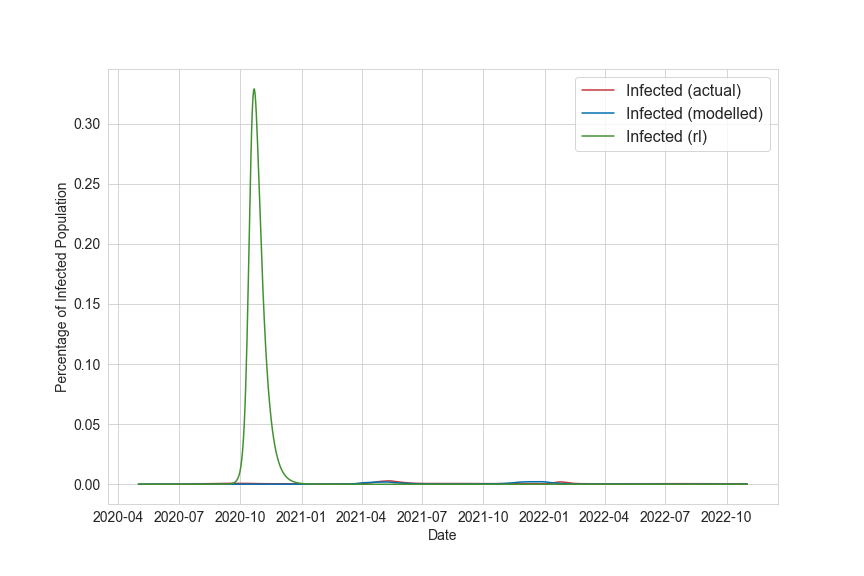 Infected (actual)
Infected (modelled)
Infected (rl)
Percentage of Infected Population
0.30
0.25
0.20
0.15
0.10
0.05
0.00
2020-04 2020-07 2020-10 2021-01 2021-04 2021-07 2021-10 2022-01 2022-04 2022-07 2022-10
Date